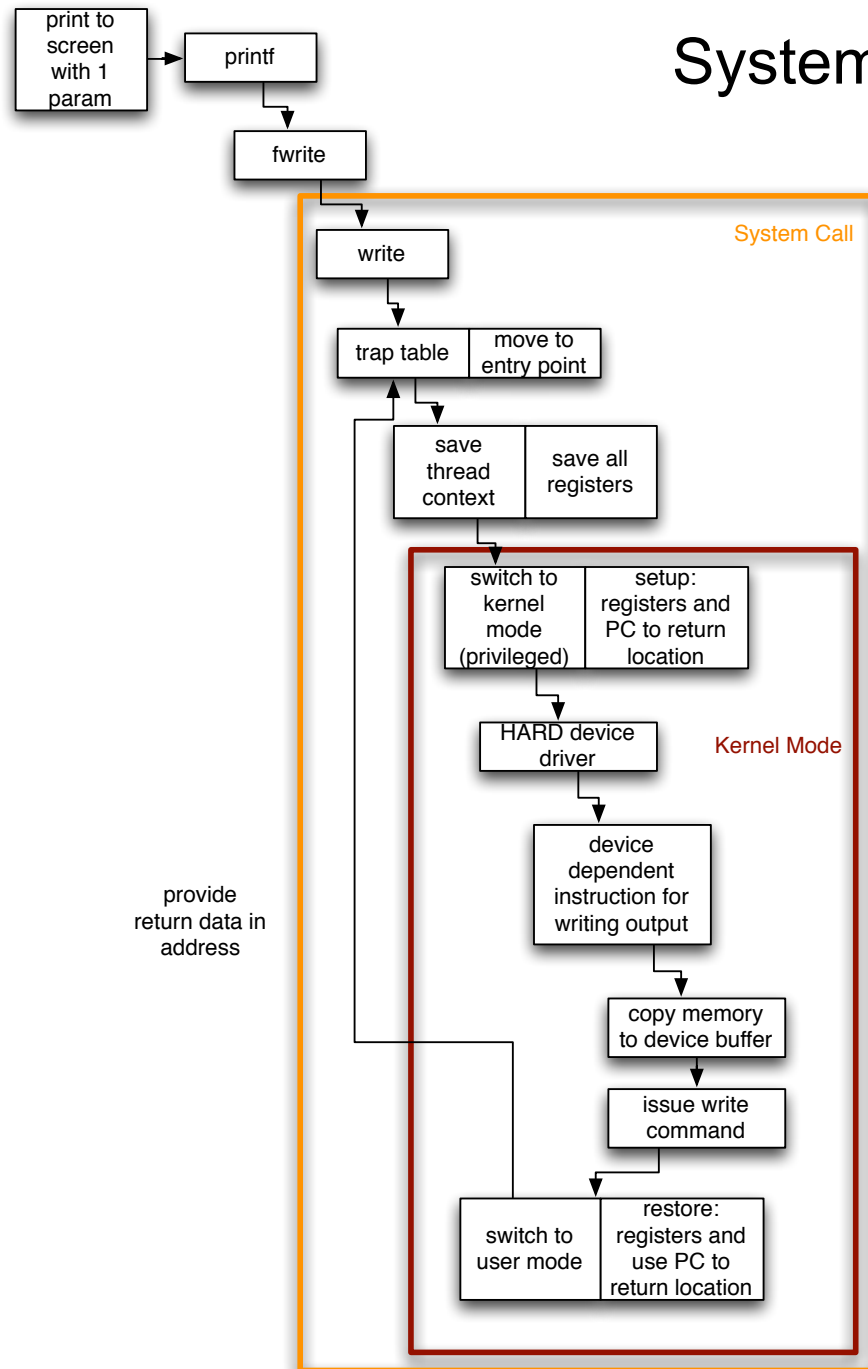 print to
screen
with 1
param
printf
System
fwrite
System Call
write
trap table
move to
entry point
save
thread
context
save all
registers
switch to
kernel
mode
(privileged)
setup:
registers and
PC to return
location
HARD device
driver
Kernel Mode
device
dependent
instruction for
writing output
provide
return data in
address
copy memory
to device buffer
issue write
command
switch to
user mode
restore:
registers and
use PC to
return location